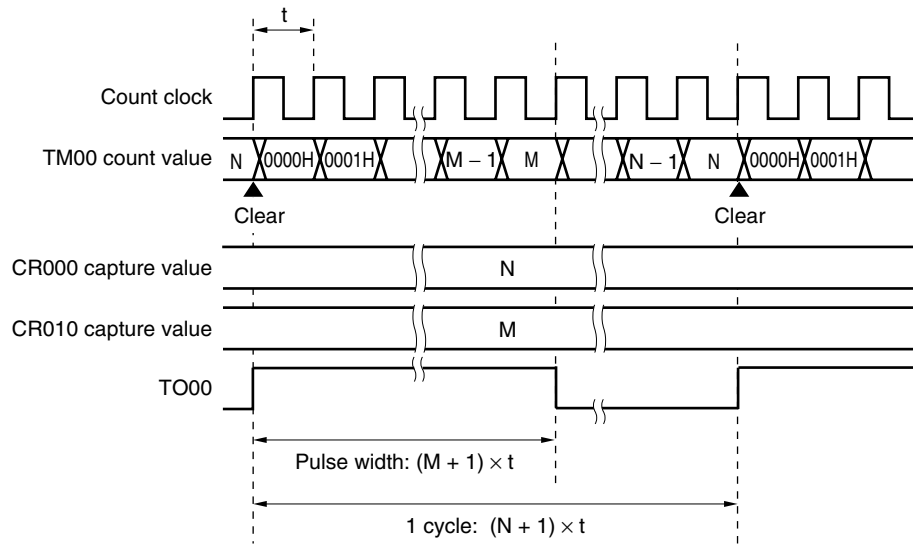 t
Count clock
TM00 count value N 0000H 0001H M − 1 M N − 1 N 0000H 0001H
Clear Clear
CR000 capture value N
CR010 capture value M
TO00
Pulse width: (M + 1) × t
1 cycle: (N + 1) × t